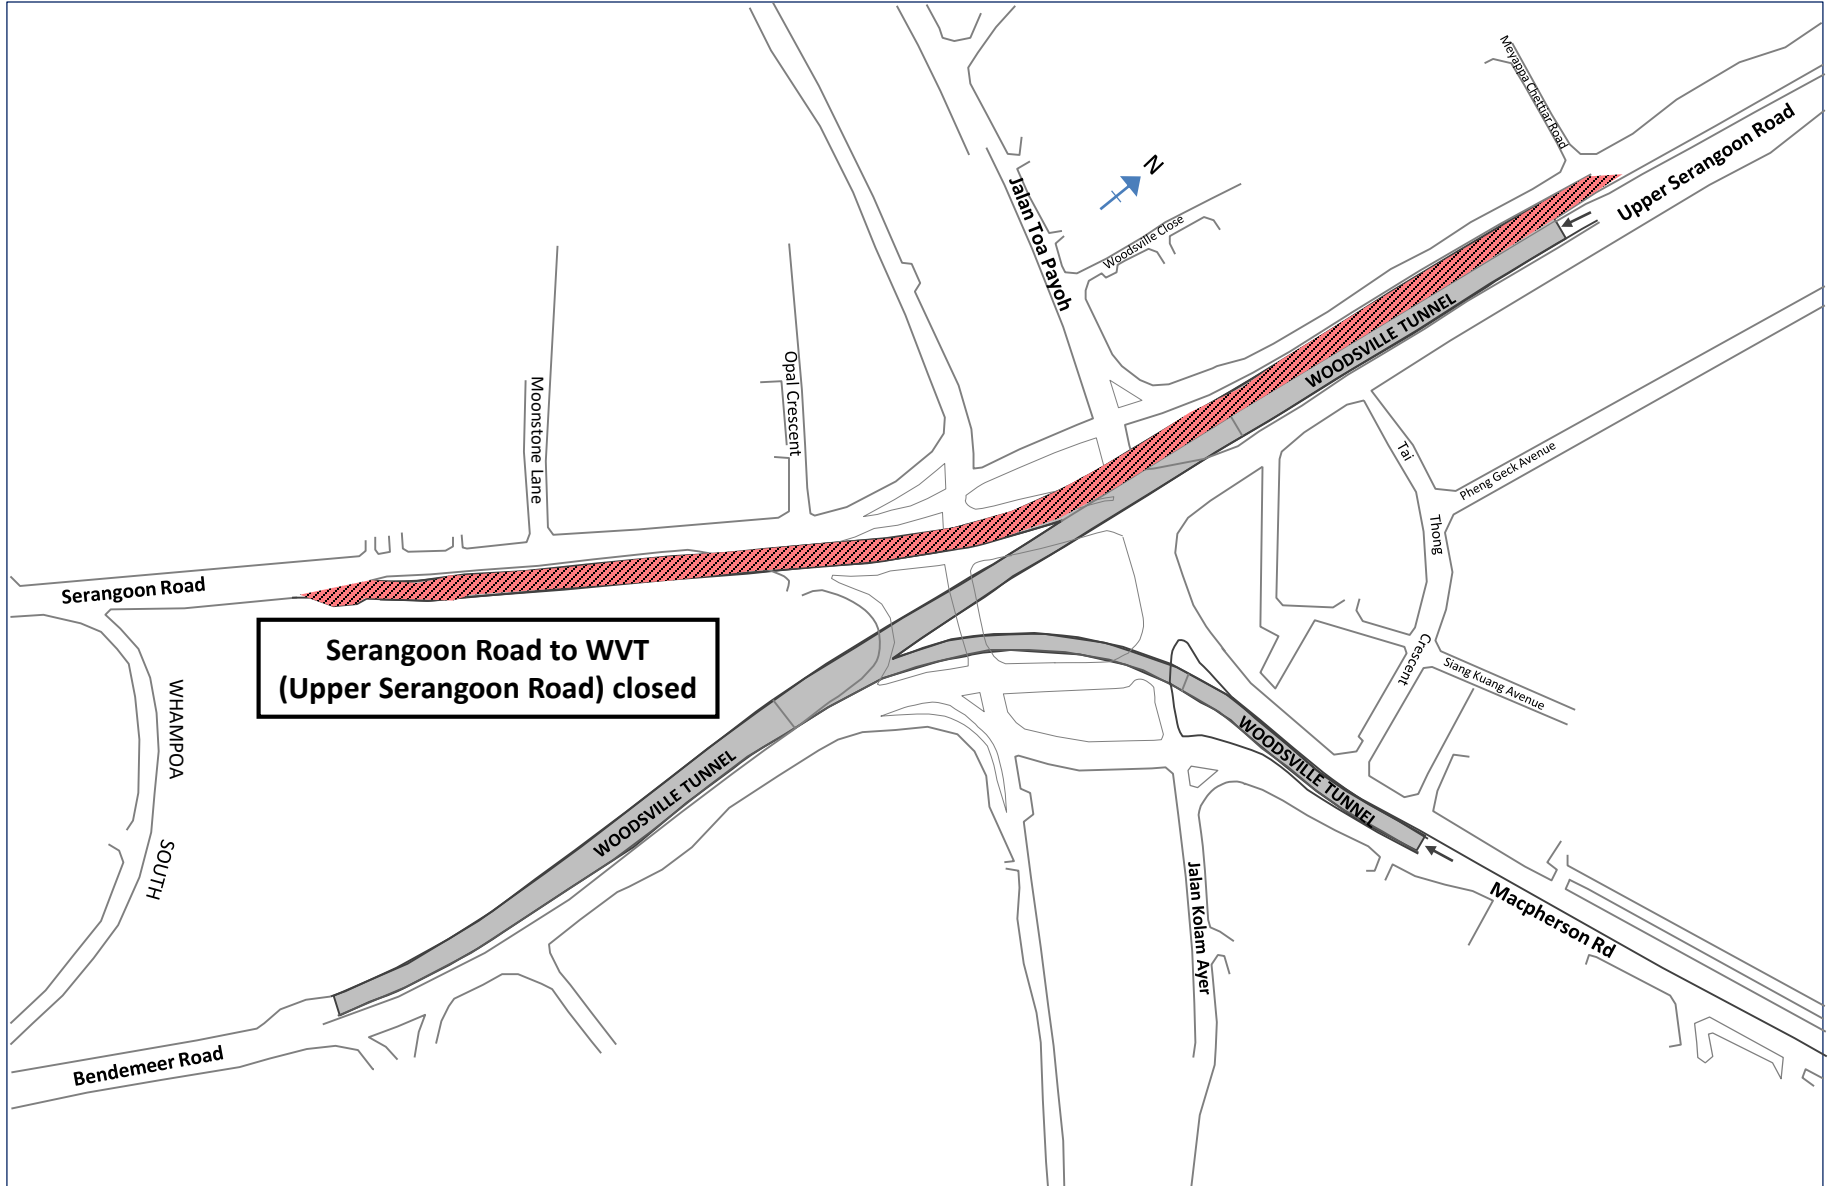 Meyappa Chettiar Road
Upper Serangoon Road
N
Jalan Toa Payoh
Woodsville Close
WOODSVILLE TUNNEL
Opal Crescent
Moonstone Lane
Tai
Thong
Crescent
Pheng Geck Avenue
Siang Kuang Avenue
Serangoon Road
Serangoon Road to WVT
(Upper Serangoon Road) closed
WHAMPOA
SOUTH
WOODSVILLE TUNNEL
WOODSVILLE TUNNEL
Jalan Kolam Ayer
Macpherson Rd
Bendemeer Road